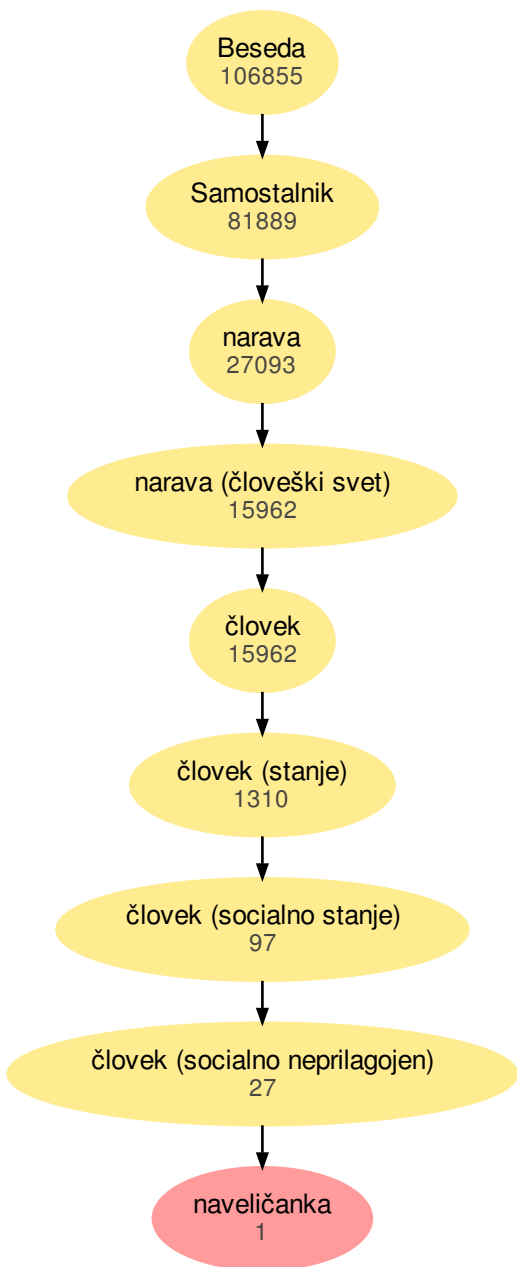 Beseda
106855
Samostalnik
81889
narava
27093
narava (človeški svet)
15962
človek
15962
človek (stanje)
1310
človek (socialno stanje)
97
človek (socialno neprilagojen)
27
naveličanka
1